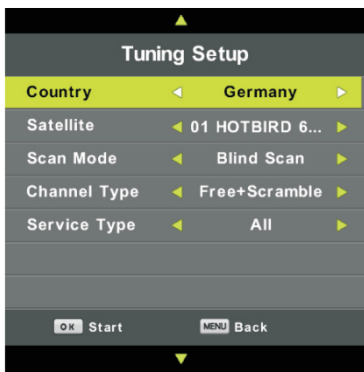 Tuning Setup
Country Germany
Satellite 01 HOTBIRD 6...
Scan Mode Blind Scan
Channel Type Free+Scramble
Service Type All
OK Start MENU Back